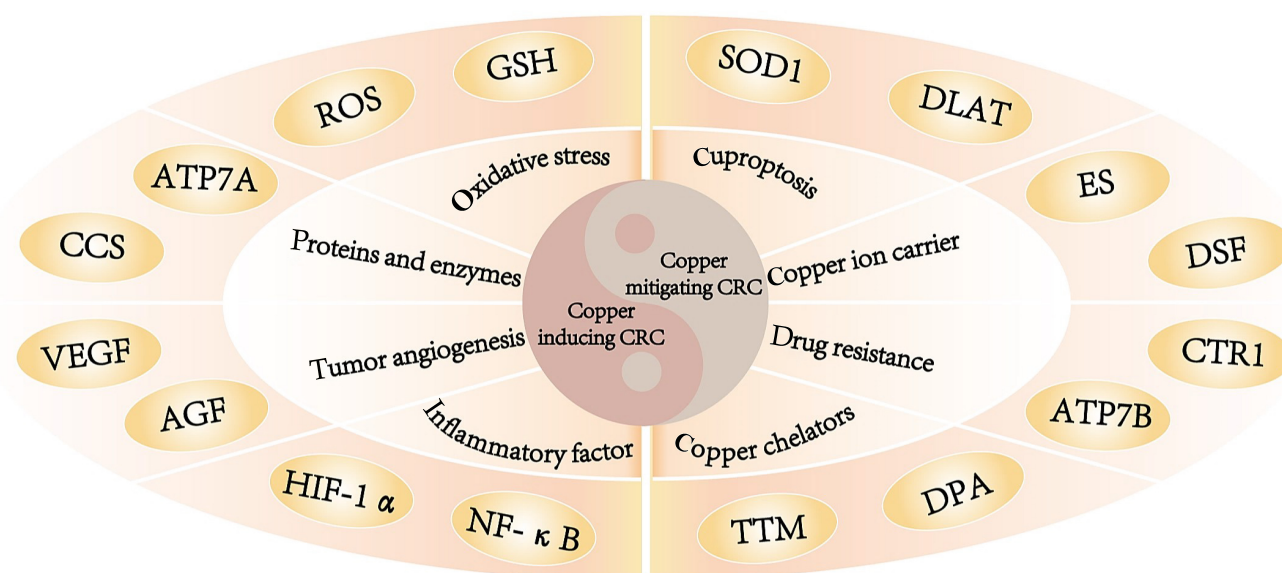 GSH
SOD1
ROS
DLAT
Oxidative stress
Cuproptosis
ATP7A
ES
CCS
DSF
Proteins and enzymes
Copper ion carrier
Copper
mitigating CRC
Copper
inducing CRC
VEGF
CTR1
Tumor angiogenesis
Drug resistance
AGF
ATP7B
Inflammatory factor
Copper chelators
HIF-1 α
DPA
NF- κ B
TTM